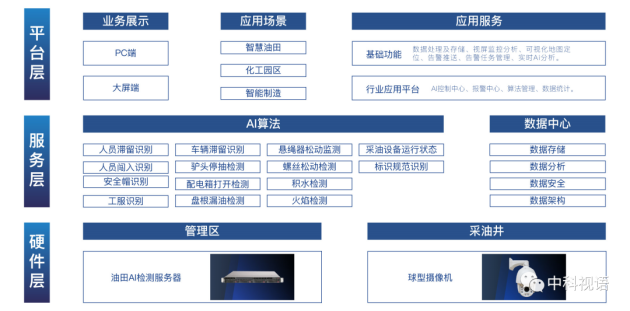 平台层
业务展示
应用场景
应用服务
PC端
大屏端
智慧油田
化工园区
智能制造
基础功能
数据处理及存储、视屏监控分析、可视化地图定
位、告警推送、告警任务管理、实时AI分析。
行业应用平台
AI控制中心、报警中心、算法管理、数据统计。
服务层
AI算法
数据中心
人员滞留识别
车辆滞留识别
悬绳器松动监测
采油设备运行状态
人员闯入识别
驴头停抽检测
螺丝松动检测
标识规范识别
安全帽识别
配电箱打开检测
积水检测
工服识别
盘根漏油检测
火焰检测
数据存储
数据分析
数据安全
数据架构
硬件层
管理区
采油井
油田AI检测服务器
球型摄像机
中科视语